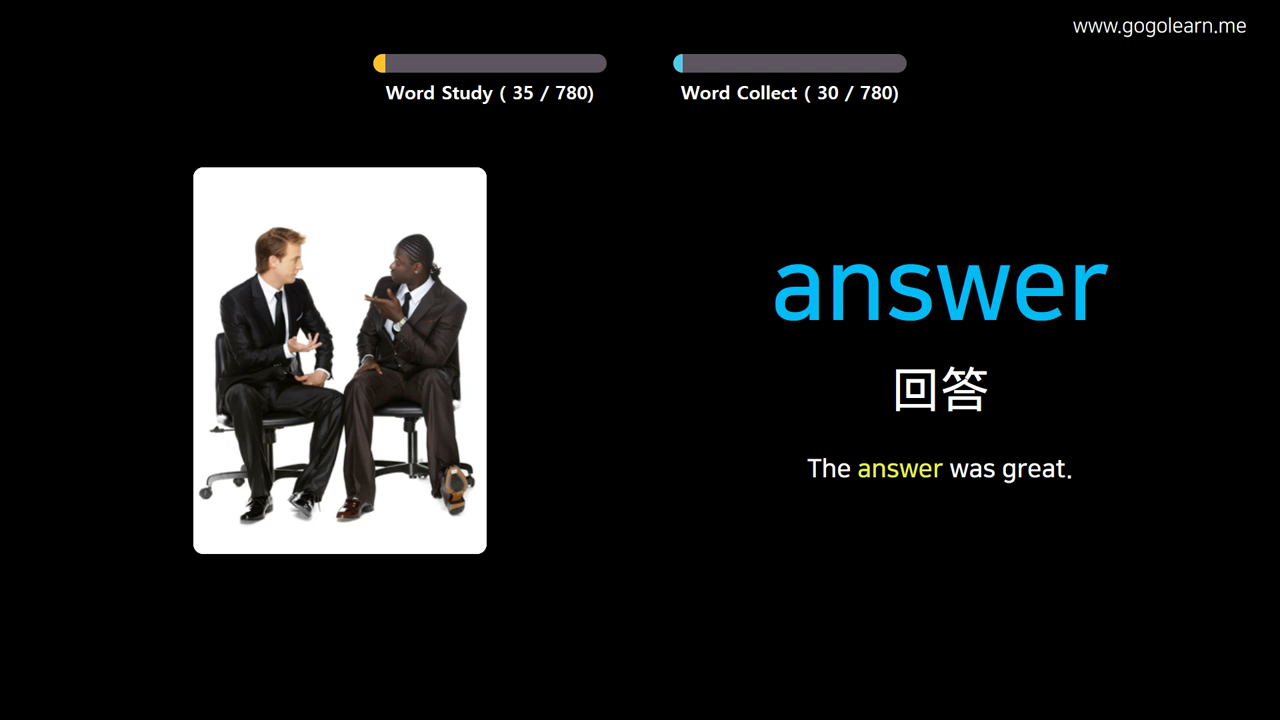 www.gogolearn.me
Word Study ( 35 / 780)
Word Collect ( 30 / 780)
answer
回答
The answer was great.